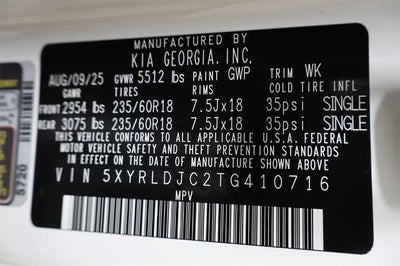 MANUFACTURED BY
KIA GEORGIA, INC.
AUG/09/25 GVWR 5512 lbs PAINT GWP TRIM WK
GAWR TIRES RIMS COLD TIRE INFL
FRONT 2954 lbs 235/60R18 7.5Jx18 35psi SINGLE
REAR 3075 lbs 235/60R18 7.5Jx18 35psi SINGLE
THIS VEHICLE CONFORMS TO ALL APPLICABLE U.S.A. FEDERAL
MOTOR VEHICLE SAFETY AND THEFT PREVENTION STANDARDS
IN EFFECT ON THE DATE OF MANUFACTURE SHOWN ABOVE
VIN 5XYRLDJC2TG410716
MPV